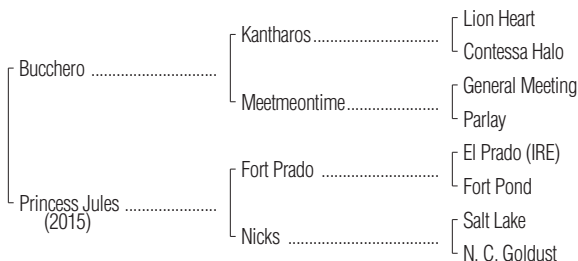 Lion Heart
Kantharos
Contessa Halo
Bucchero
General Meeting
Meetmeontime
Parlay
El Prado (IRE)
Fort Prado
Fort Pond
Princess Jules
(2015)
Salt Lake
Nicks
N. C. Goldust